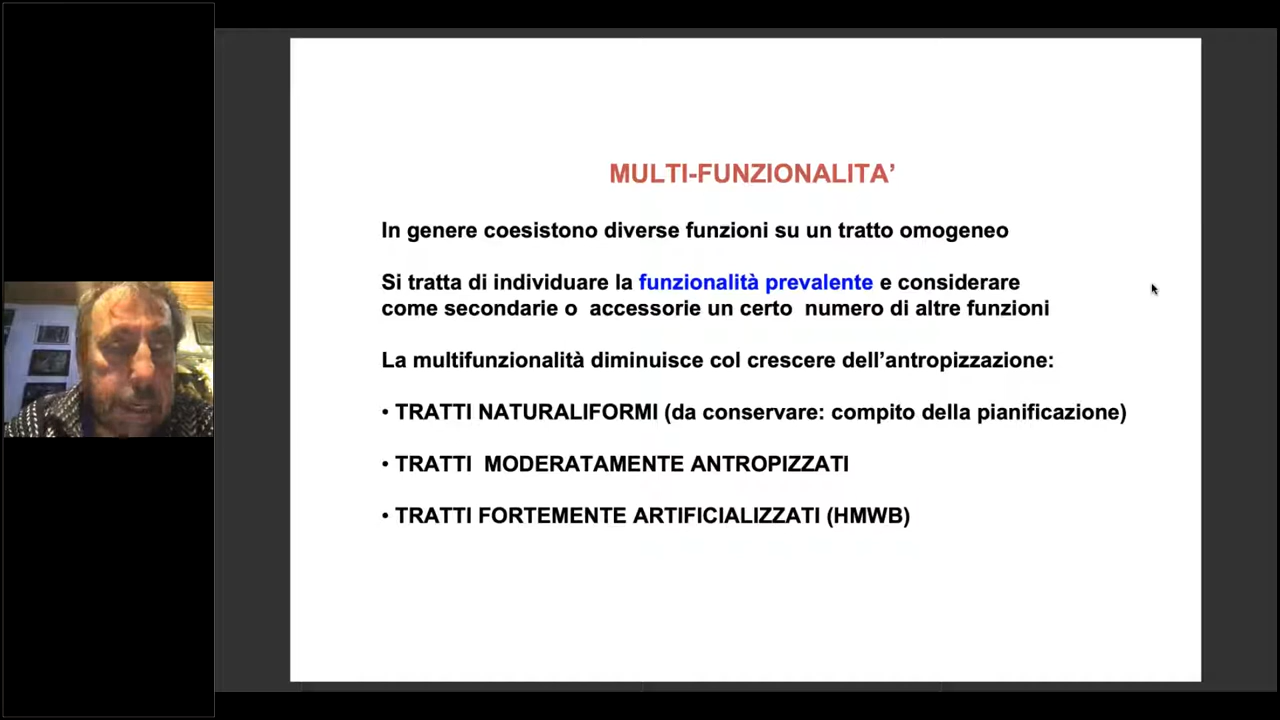 MULTI-FUNZIONALITA’
In genere coesistono diverse funzioni su un tratto omogeneo
Si tratta di individuare la funzionalità prevalente e considerare
come secondarie o accessorie un certo numero di altre funzioni
La multifunzionalità diminuisce col crescere dell’antropizzazione:
• TRATTI NATURALIFORMI (da conservare: compito della pianificazione)
• TRATTI MODERATAMENTE ANTROPIZZATI
• TRATTI FORTEMENTE ARTIFICIALIZZATI (HMWB)